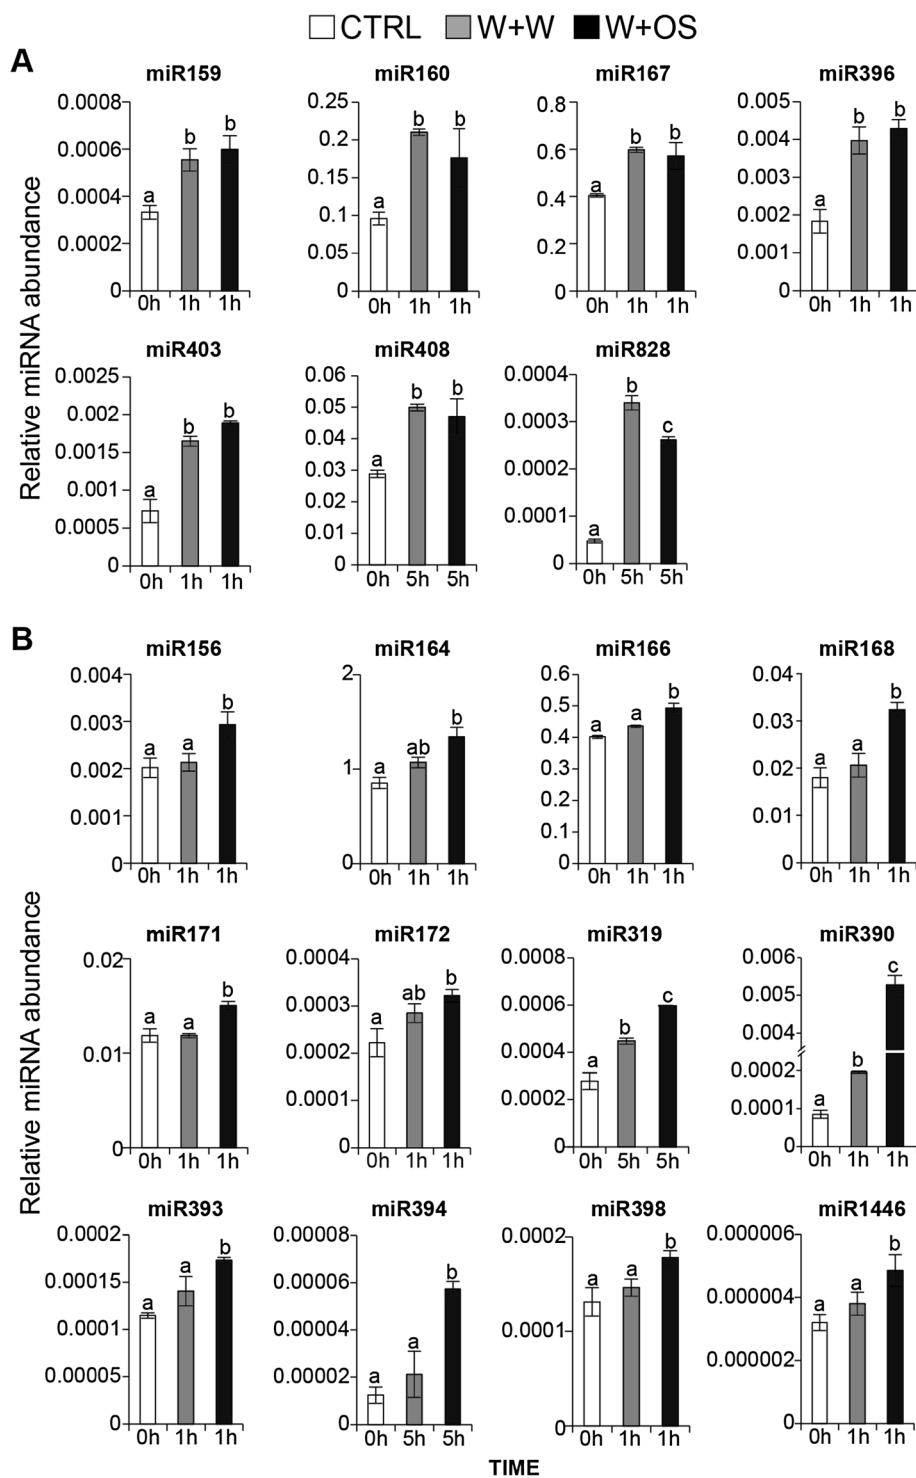 CTRL W+W W+OS
A
miR159 miR160 miR167 miR396
Relative miRNA abundance
0.0008 0.25 0.8 0.005
0.0006 0.2 0.6 0.004
0.0004 0.15 0.4 0.003
0.0002 0.1 0.2 0.002
0 0.05 0 0.001
0 0
a b b a b b a b b a b b
0h 1h 1h 0h 1h 1h 0h 1h 1h 0h 1h 1h
miR403 miR408 miR828
0.0025 0.06 0.0004
0.002 0.05 0.0003
0.0015 0.04 0.0002
0.001 0.03 0.0001
0.0005 0.02 0
0 0.01
0
a b b a b b a b c
0h 1h 1h 0h 5h 5h 0h 5h 5h
B
miR156 miR164 miR166 miR168
Relative miRNA abundance
0.004 2 0.6 0.04
0.003 1 0.5 0.03
0.002 0 0.4 0.02
0.001 0.3 0.01
0 0.2 0
0.1
0
a a b a ab b a a b a a b
0h 1h 1h 0h 1h 1h 0h 1h 1h 0h 1h 1h
miR171 miR172 miR319 miR390
0.02 0.0004 0.0008 0.006
0.01 0.0003 0.0006 0.005
0 0.0002 0.0004 0.004
0.0001 0.0002 0.0002
0 0 0.0001
0
a a b a ab b a b c a b c
0h 1h 1h 0h 1h 1h 0h 5h 5h 0h 1h 1h
miR393 miR394 miR398 miR1446
0.0002 0.00008 0.0002 0.000006
0.00015 0.00006 0.0001 0.000004
0.0001 0.00004 0 0.000002
0.00005 0.00002 0
0 0
a a b a a b a a b a a b
0h 1h 1h 0h 5h 5h 0h 1h 1h 0h 1h 1h
TIME